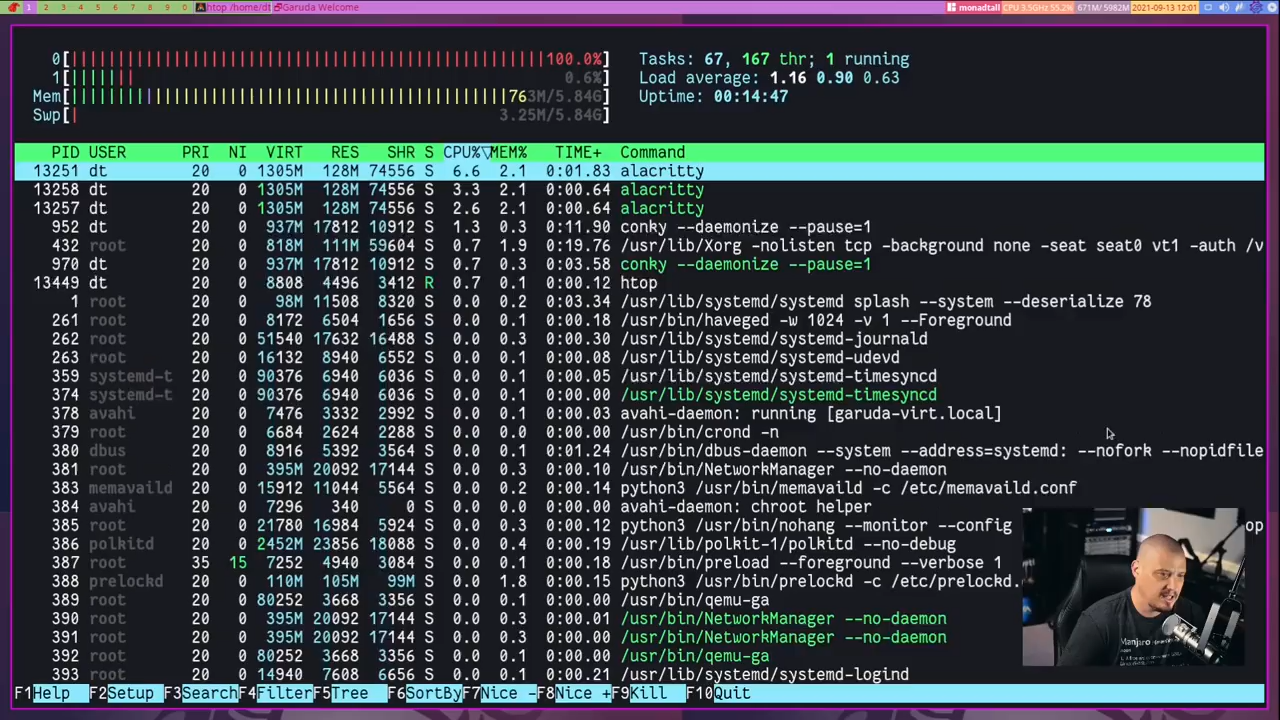 1 2 3 4 5 6 7 8 9 0 htop /home/dt Garuda Welcome monadtall CPU 3.5GHz 55.2% 671M/ 5982M 2021-09-13 12:01
0[ 100.0%] Tasks: 67, 167 thr; 1 running
1[ 0.6%] Load average: 1.16 0.90 0.63
Mem[ 763M/5.84G] Uptime: 00:14:47
Swp[ 3.25M/5.84G]
PID USER PRI NI VIRT RES SHR S CPU%▽MEM% TIME+ Command
13251 dt 20 0 1305M 128M 74556 S 6.6 2.1 0:01.83 alacritty
13258 dt 20 0 1305M 128M 74556 S 3.3 2.1 0:00.64 alacritty
13257 dt 20 0 1305M 128M 74556 S 2.6 2.1 0:00.64 alacritty
952 dt 20 0 937M 17812 10912 S 1.3 0.3 0:11.90 conky --daemonize --pause=1
432 root 20 0 818M 111M 59604 S 0.7 1.9 0:19.76 /usr/lib/Xorg -nolisten tcp -background none -seat seat0 vt1 -auth /v
970 dt 20 0 937M 17812 10912 S 0.7 0.3 0:03.58 conky --daemonize --pause=1
13449 dt 20 0 8808 4496 3412 R 0.7 0.1 0:00.12 htop
1 root 20 0 98M 11508 8320 S 0.0 0.2 0:03.34 /usr/lib/systemd/systemd splash --system --deserialize 78
261 root 20 0 8172 6504 1656 S 0.0 0.1 0:00.18 /usr/bin/haveged -w 1024 -v 1 --Foreground
262 root 20 0 51540 17632 16488 S 0.0 0.3 0:00.30 /usr/lib/systemd/systemd-journald
263 root 20 0 16132 8940 6552 S 0.0 0.1 0:00.08 /usr/lib/systemd/systemd-udevd
359 systemd-t 20 0 90376 6940 6036 S 0.0 0.1 0:00.15 /usr/lib/systemd/systemd-timesyncd
374 systemd-t 20 0 90376 6940 6036 S 0.0 0.1 0:00.00 /usr/lib/systemd/systemd-timesyncd
378 avahi 20 0 7476 3332 2992 S 0.0 0.1 0:00.03 avahi-daemon: running [garuda-virt.local]
379 root 20 0 6684 2624 2288 S 0.0 0.0 0:00.00 /usr/bin/crond -n
380 dbus 20 0 8916 5392 3564 S 0.0 0.1 0:01.24 /usr/bin/dbus-daemon --system --address=systemd: --nofork --nopidfile
381 root 20 0 395M 20092 17144 S 0.0 0.3 0:00.10 /usr/bin/NetworkManager --no-daemon
383 memavaild 20 0 15912 11044 5564 S 0.0 0.2 0:00.14 python3 /usr/bin/memavaild -c /etc/memavaild.conf
384 avahi 20 0 7296 340 0 S 0.0 0.0 0:00.00 avahi-daemon: chroot helper
385 root 20 0 21780 16984 5924 S 0.0 0.3 0:00.12 python3 /usr/bin/nohang --monitor --config op
386 polkitd 20 0 2452M 23856 18088 S 0.0 0.4 0:00.19 /usr/lib/polkit-1/polkitd --no-debug
387 root 35 15 7252 4940 3084 S 0.0 0.1 0:00.18 /usr/bin/preload --foreground --verbose 1
388 prelockd 20 0 110M 105M 99M S 0.0 1.8 0:00.15 python3 /usr/bin/prelockd -c /etc/prelockd.
389 root 20 0 80252 3668 3356 S 0.0 0.1 0:00.00 /usr/bin/qemu-ga
390 root 20 0 395M 20092 17144 S 0.0 0.3 0:00.01 /usr/bin/NetworkManager --no-daemon
391 root 20 0 395M 20092 17144 S 0.0 0.3 0:00.00 /usr/bin/NetworkManager --no-daemon
392 root 20 0 80252 3668 3356 S 0.0 0.1 0:00.00 /usr/bin/qemu-ga
393 root 20 0 14940 7608 6648 S 0.0 0.1 0:00.21 /usr/lib/systemd/systemd-logind
F1Help F2Setup F3SearchF4FilterF5Tree F6SortByF7Nice -F8Nice +F9Kill F10Quit
Manjaro